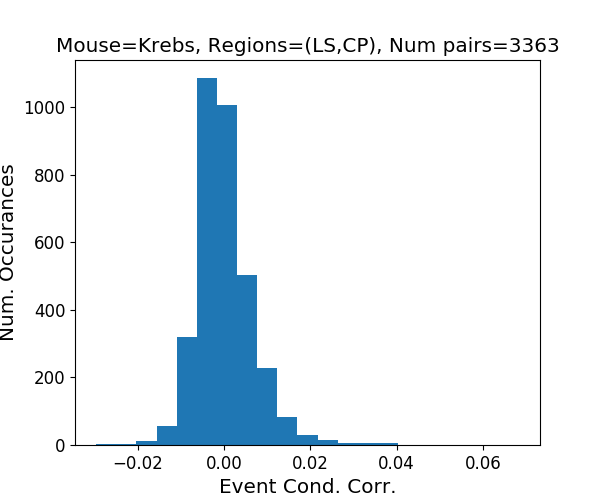 Mouse=Krebs, Regions=(LS,CP), Num pairs=3363
Num. Occurances
1000
800
600
400
200
0
−0.02 0.00 0.02 0.04 0.06
Event Cond. Corr.